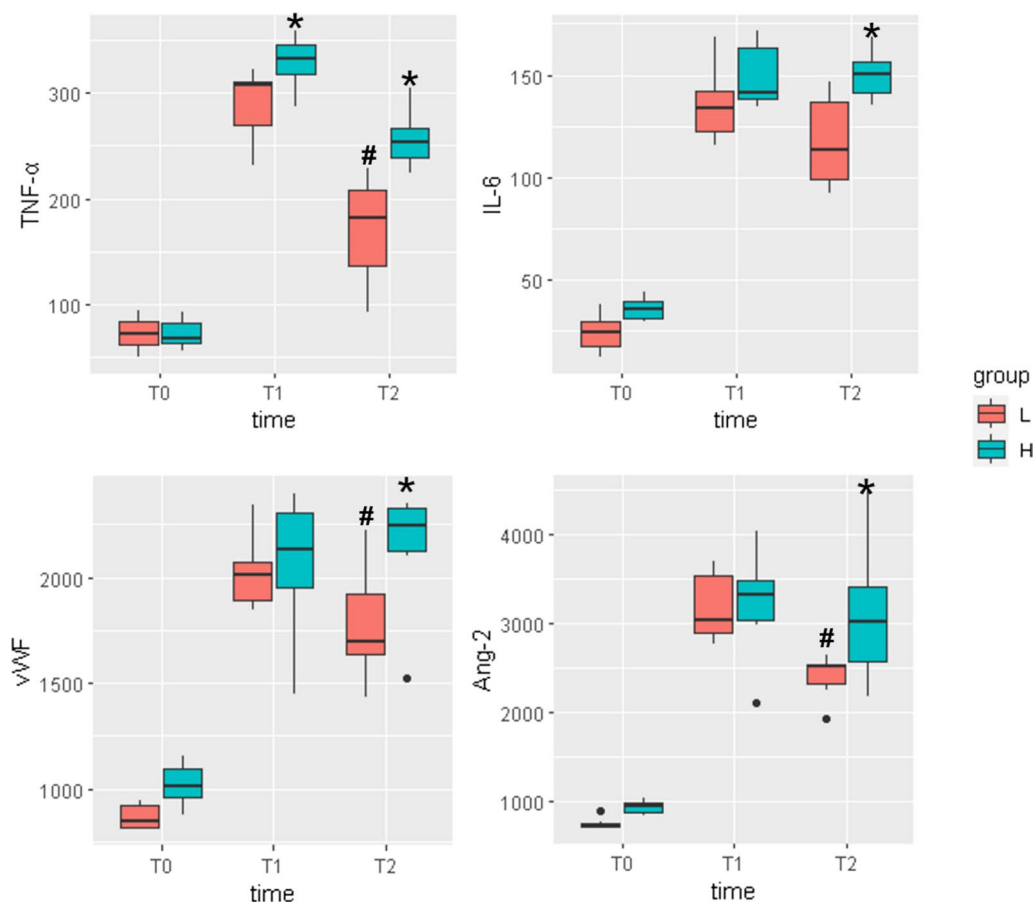 *
*
#
TNF-α
300
200
100
T0
T1
T2
time
*
IL-6
150
100
50
T0
T1
T2
time
group
L
H
*
#
vWF
2000
1500
1000
T0
T1
T2
time
*
#
Ang-2
4000
3000
2000
1000
T0
T1
T2
time